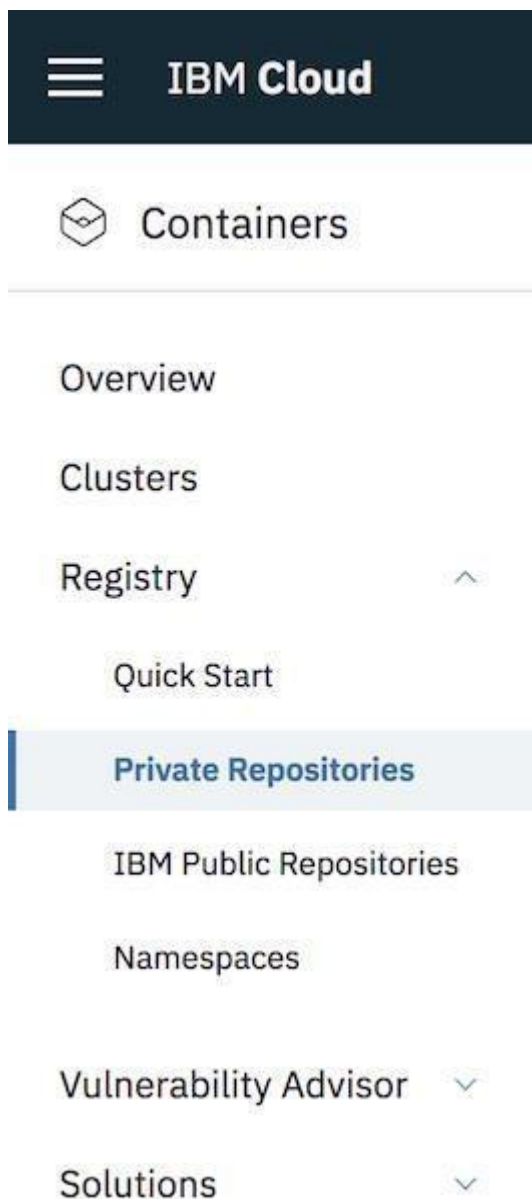 IBM Cloud
Containers
Overview
Clusters
Registry
Quick Start
Private Repositories
IBM Public Repositories
Namespaces
Vulnerability Advisor
Solutions